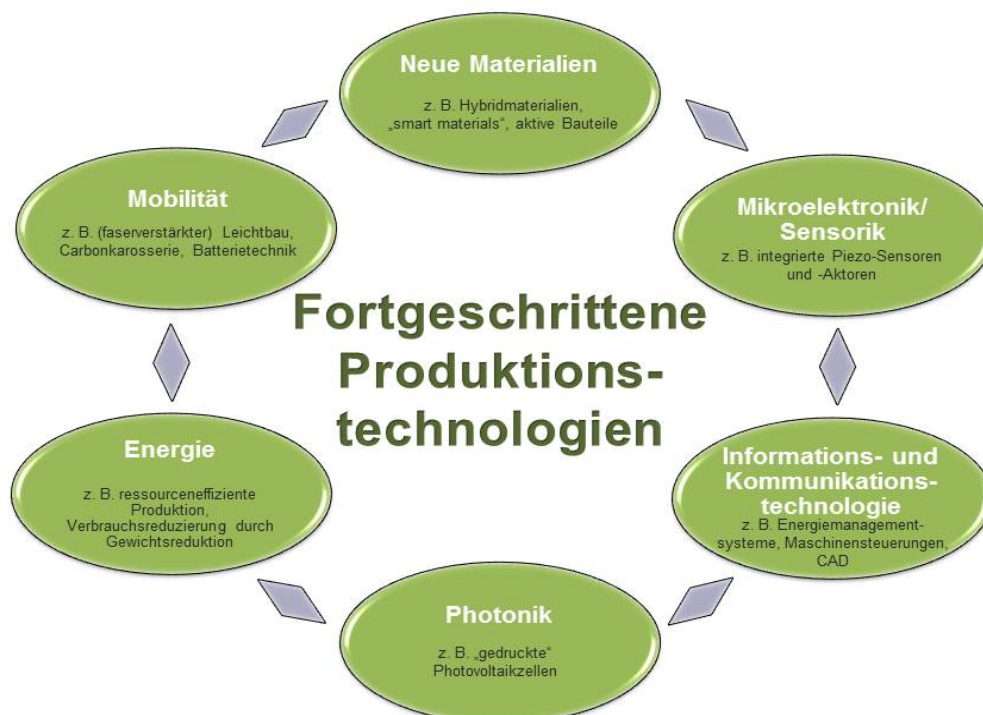 Neue Materialien
z. B. Hybridmaterialien,
„smart materials“, aktive Bauteile
Mobilität
z. B. (faserverstärkter) Leichtbau,
Carbonkarosserie, Batterietechnik
Mikroelektronik/
Sensorik
z. B. integrierte Piezo-Sensoren
und -Aktoren
Fortgeschrittene
Produktions-
technologien
Energie
z. B. ressourceneffiziente
Produktion,
Verbrauchsreduzierung durch
Gewichtsreduktion
Informations- und
Kommunikations-
technologie
z. B. Energiemanagement-
systeme, Maschinensteuerungen,
CAD
Photonik
z. B. „gedruckte“
Photovoltaikzellen